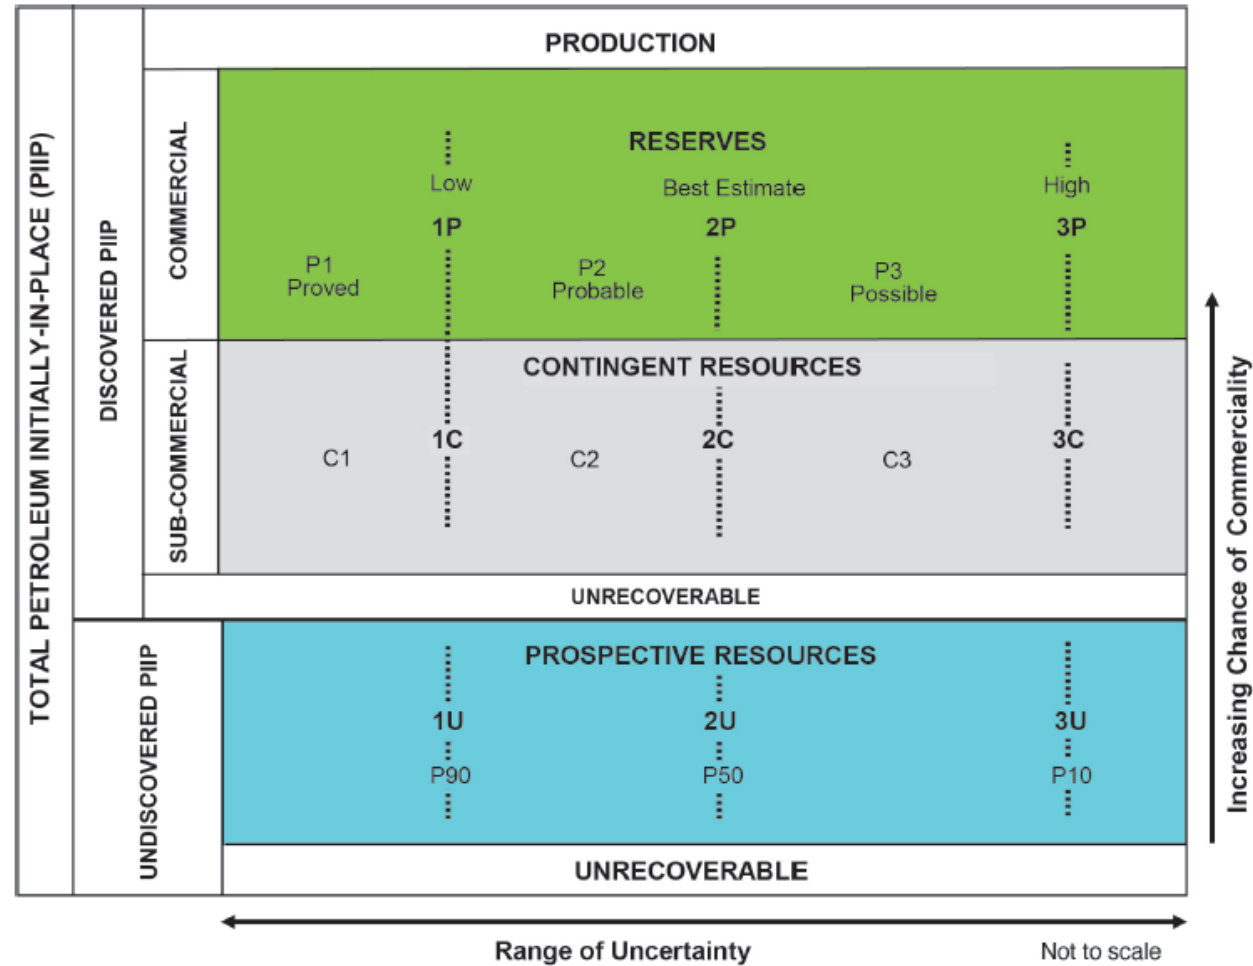 TOTAL PETROLEUM INITIALLY-IN-PLACE (PIIP)
DISCOVERED PIIP
UNDISCOVERED PIIP
COMMERCIAL
SUB-COMMERCIAL
PRODUCTION
RESERVES
Low
Best Estimate
High
1P
2P
3P
P1
Proved
P2
Probable
P3
Possible
CONTINGENT RESOURCES
1C
2C
3C
C1
C2
C3
UNRECOVERABLE
PROSPECTIVE RESOURCES
1U
2U
3U
P90
P50
P10
UNRECOVERABLE
Increasing Chance of Commerciality
Range of Uncertainty
Not to scale